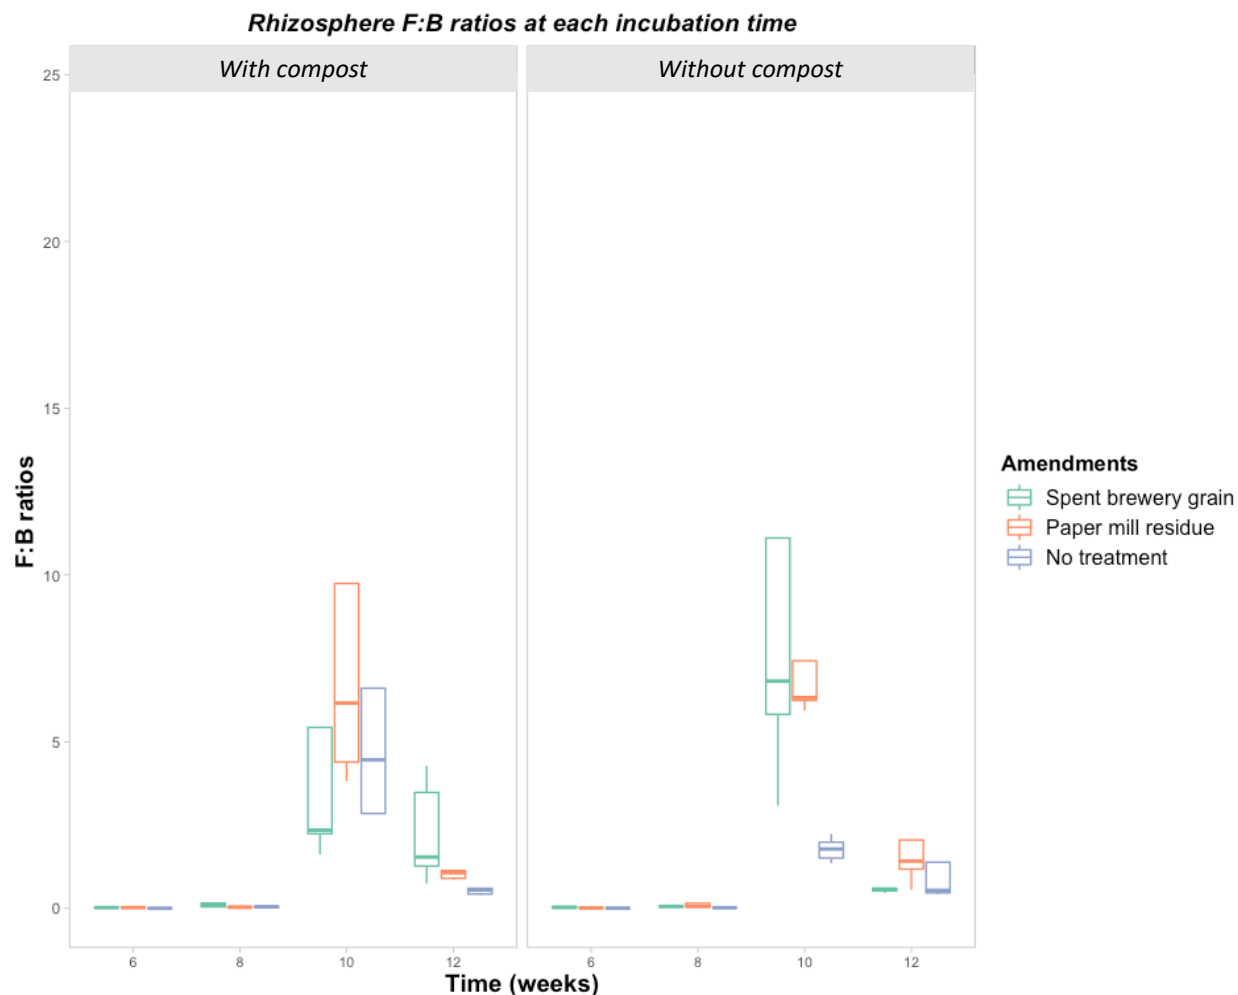 Rhizosphere F:B ratios at each incubation time
With compost
Without compost
25
20
15
10
5
0
F:B ratios
6
8
10
12
6
8
10
12
Time (weeks)
Amendments
Spent brewery grain
Paper mill residue
No treatment